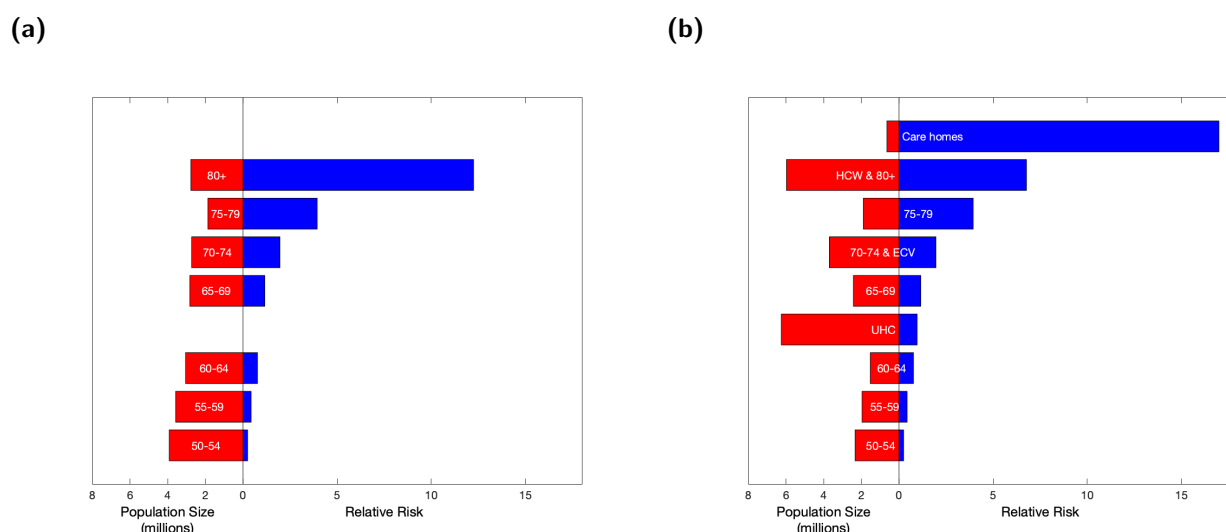 (a)
80+
75-79
70-74
65-69
60-64
55-59
50-54
8 6 4 2 0 5 10 15
Population Size
(millions)
Relative Risk
(b)
Care homes
HCW & 80+
75-79
70-74 & ECV
65-69
UHC
60-64
55-59
50-54
8 6 4 2 0 5 10 15
Population Size
(millions)
Relative Risk